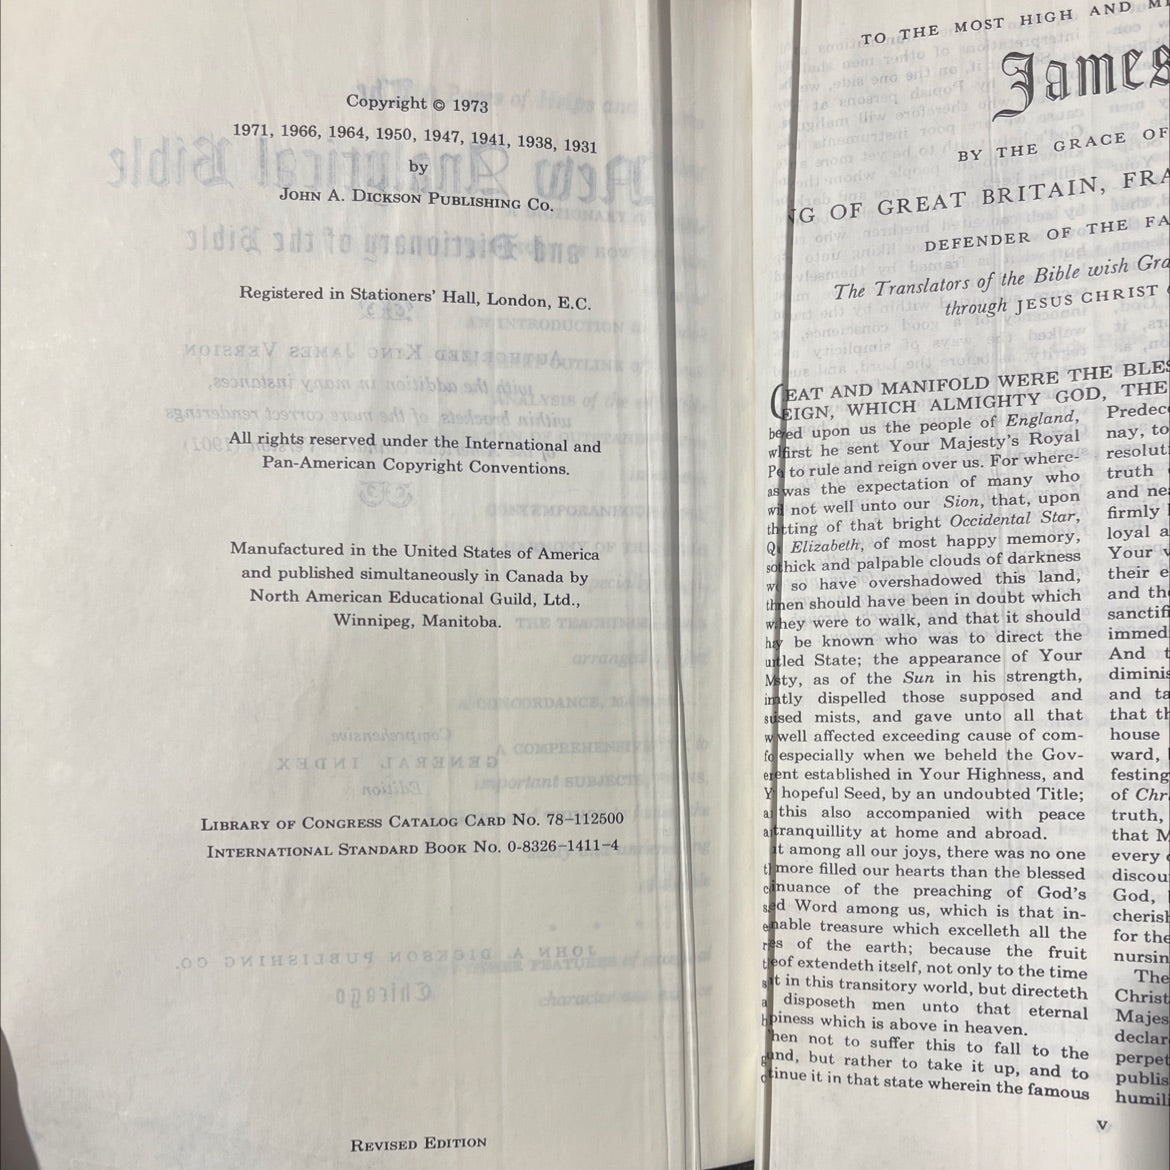 Copyright © 1973
1971, 1966, 1964, 1950, 1947, 1941, 1938, 1931
by
JOHN A. DICKSON PUBLISHING CO.
Registered in Stationers' Hall, London, E.C.
All rights reserved under the International and
Pan-American Copyright Conventions.
Manufactured in the United States of America
and published simultaneously in Canada by
North American Educational Guild, Ltd.,
Winnipeg, Manitoba.
LIBRARY OF CONGRESS CATALOG CARD NO. 78-112500
INTERNATIONAL STANDARD BOOK NO. 0-8326-1411-4
REVISED EDITION
TO THE MOST HIGH AND
James
BY THE GRACE OF
OF GREAT BRITAIN,
DEFENDER OF THE
The Translators of the Bible wish
through JESUS CHRIST
EAT AND MANIFOLD WERE THE
EIGN, WHICH ALMIGHTY GOD, THE
upon us the people of England,
first he sent Your Majesty's Royal
to rule and reign over us. For where-
was the expectation of many who
not well unto our Sion, that, upon
tting of that bright Occidental Star,
Elizabeth, of most happy memory,
thick and palpable clouds of darkness
so have overshadowed this land,
men should have been in doubt which
they were to walk, and that it should
be known who was to direct the
tled State; the appearance of Your
sty, as of the Sun in his strength,
ntly dispelled those supposed and
ised mists, and gave unto all that
well affected exceeding cause of com-
especially when we beheld the Gov-
ent established in Your Highness, and
hopeful Seed, by an undoubted Title;
this also accompanied with peace
tranquillity at home and abroad.
t among all our joys, there was no one
more filled our hearts than the blessed
inuance of the preaching of God's
d Word among us, which is that in-
able treasure which excelleth all the
es of the earth; because the fruit
eof extendeth itself, not only to the time
t in this transitory world, but directeth
disposeth men unto that eternal
piness which is above in heaven.
hen not to suffer this to fall to the
und, but rather to take it up, and to
tinue it in that state wherein the famous
Predec
nay, to
resolut
truth
and
firmly
loyal
Your
their
and
sanctifi
immed
And
diminis
and
that
house
ward,
festing
of
truth,
that
every
discou
God,
cherish
for the
nursin
The
Christ
Majes
declar
perpet
publis
humil
v